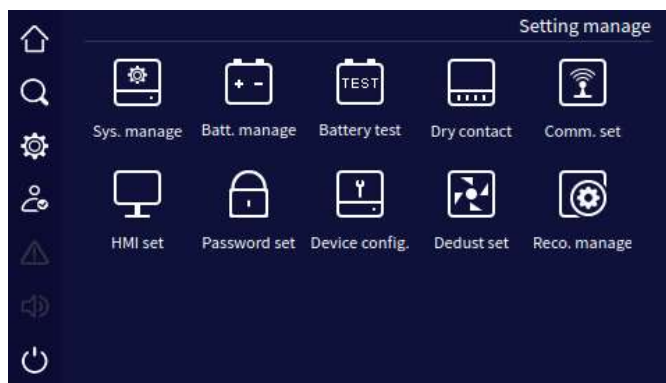 Setting manage
TEST
Sys. manage Batt. manage Battery test Dry contact Comm. set
HMI set Password set Device config. Dedust set Reco. manage